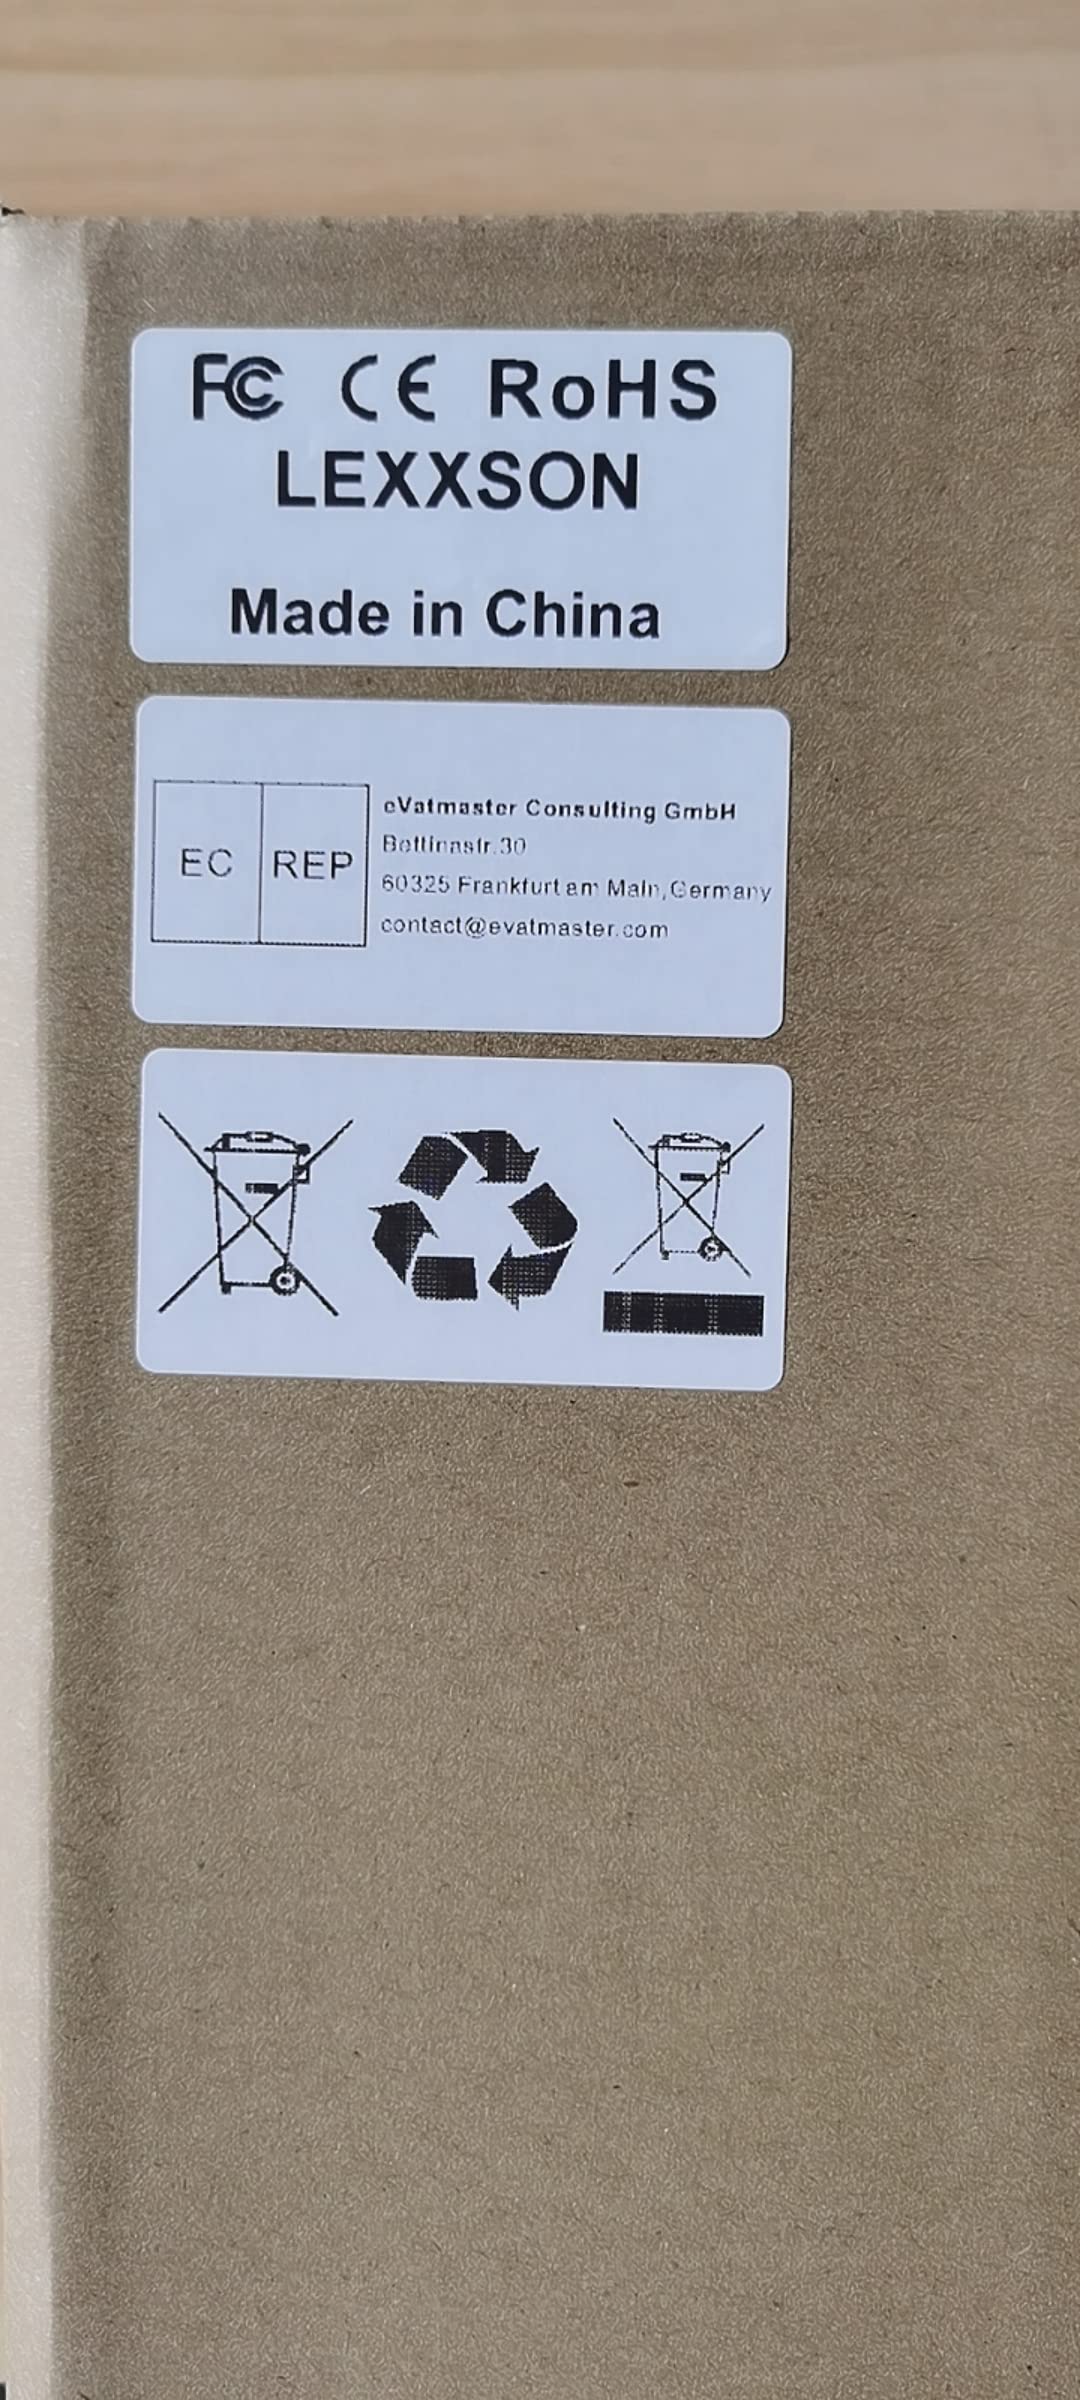 FC CE RoHS
LEXXSON
Made in China
EC REP
eVatmaster Consulting GmbH
Bettinastr.30
60325 Frankfurt am Main,Germany
contact@evatmaster.com